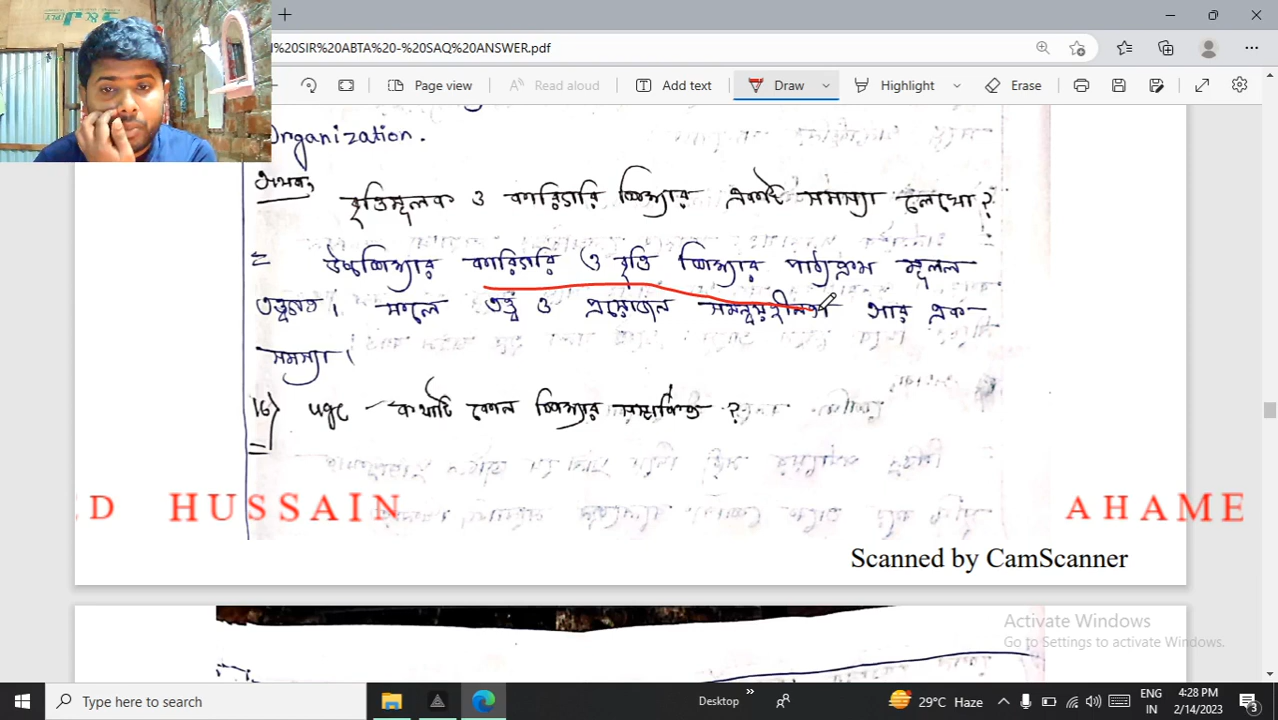 I%20SIR%20ABTA%20-%20SAQ%20ANSWER.pdf
Page view
Read aloud
Add text
Draw
Highlight
Erase
Organization.
অথবা, বৃত্তিমূলক ও কারিগরি শিক্ষার একটি সমস্যা লেখো?
= উচ্চশিক্ষার কারিগরি ও বৃত্তি শিক্ষার পাঠ্যক্রম মূলত
তত্ত্বগত। ফলে তত্ত্ব ও প্রয়োজন সমন্বয়হীনতা আর এক
সমস্যা।
16) ugc - কথাটি কোন শিক্ষার সম্পর্কিত ?
D HUSSAIN
AHAME
Scanned by CamScanner
Activate Windows
Go to Settings to activate Windows.
Type here to search
Desktop
29°C Haze
ENG
IN
4:28 PM
2/14/2023
3